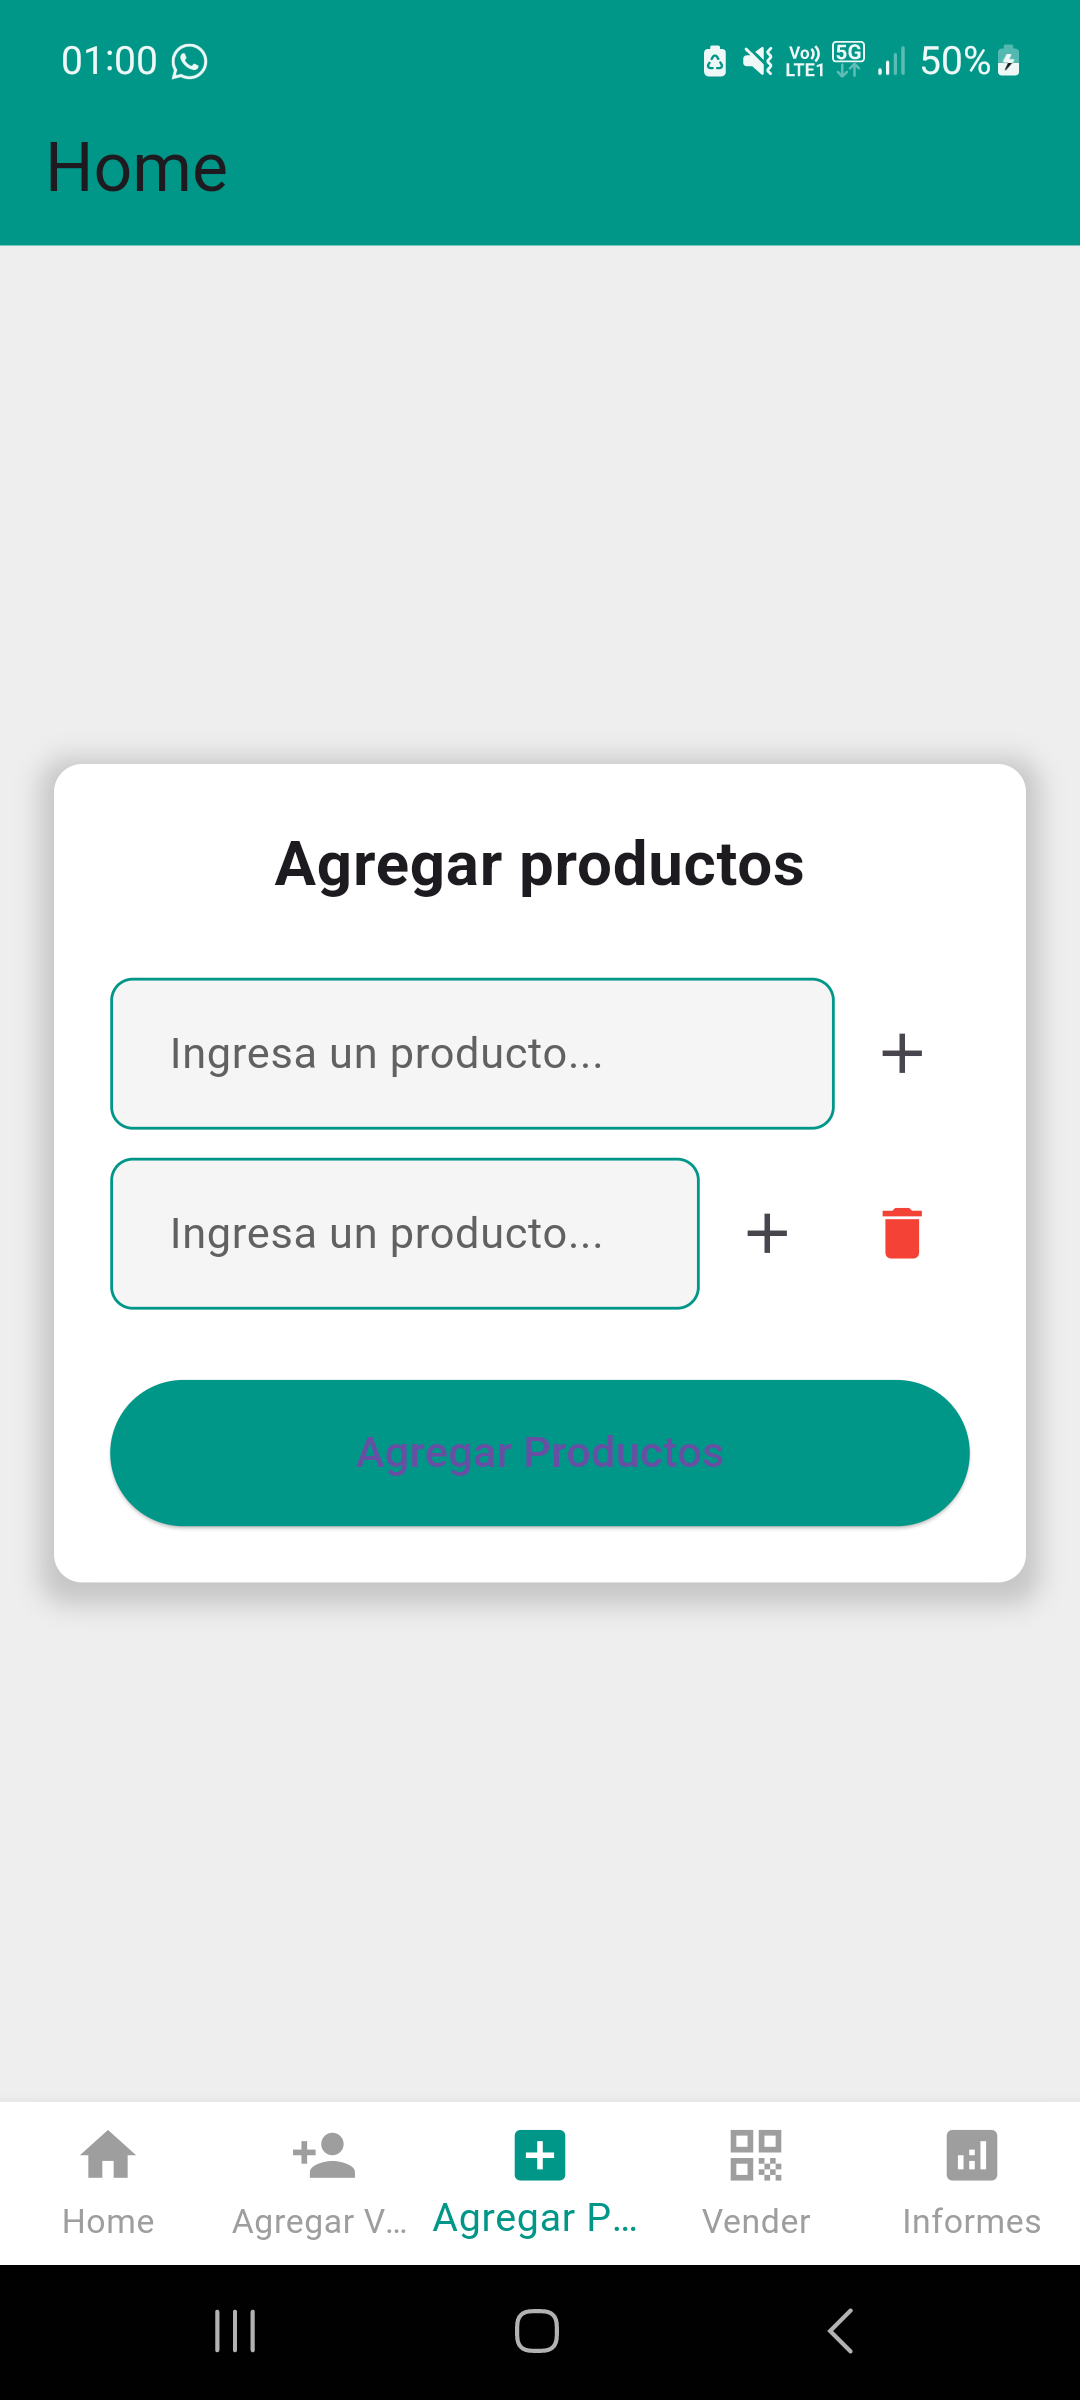 01:00
Vo)) LTE1 5G 50%
Home
Agregar productos
Ingresa un producto...
Ingresa un producto...
Agregar Productos
Home Agregar V... Agregar P... Vender Informes